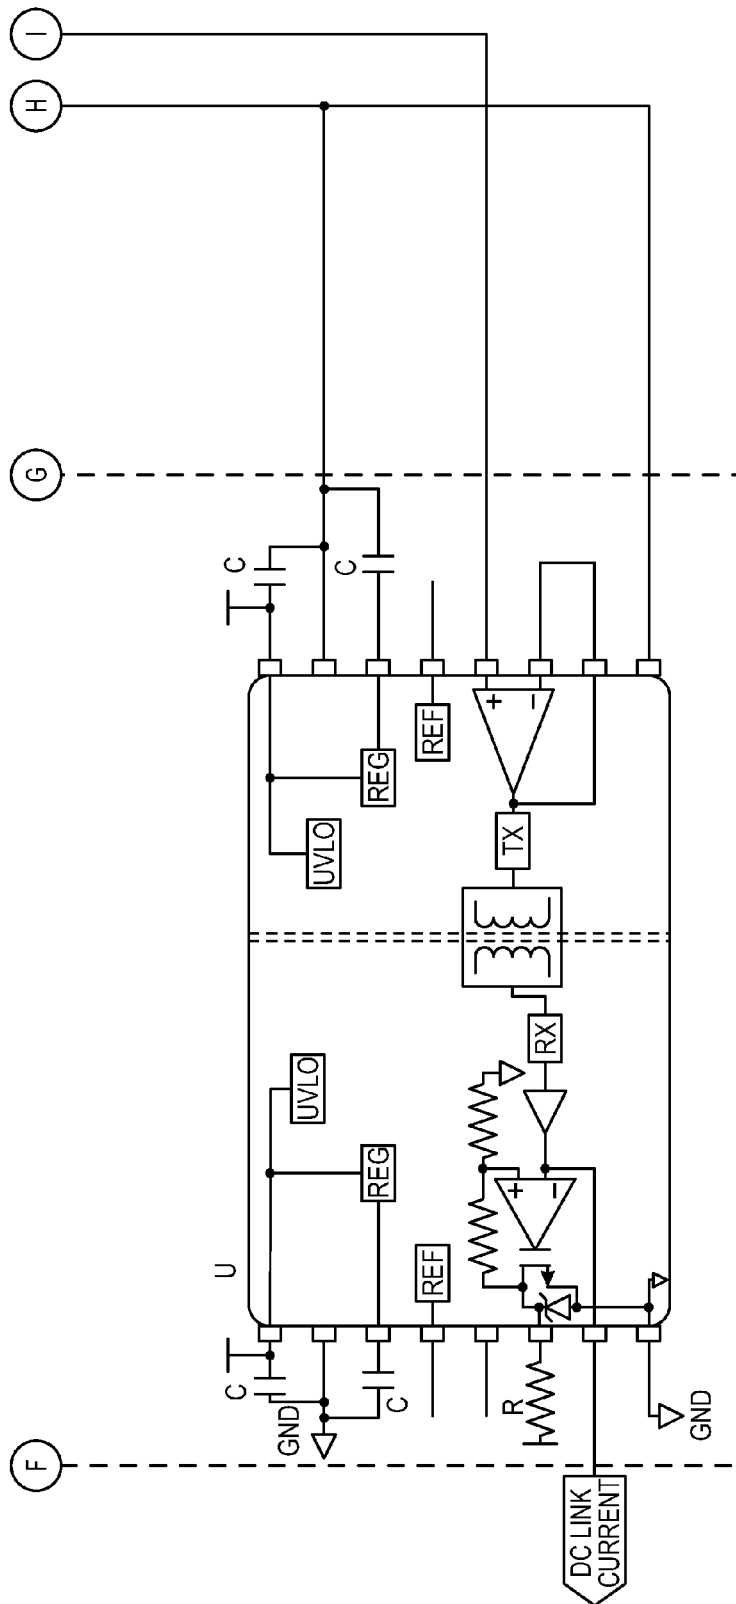 I
H
G
F
C
C
REF
REG
UVLO
+
−
TX
RX
UVLO
REG
REF
+
−
U
C
GND
C
R
GND
DC LINK
CURRENT